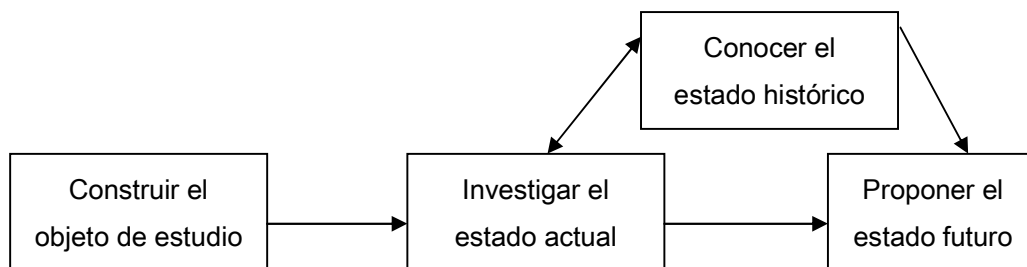 Conocer el
estado histórico
Construir el
objeto de estudio
Investigar el
estado actual
Proponer el
estado futuro